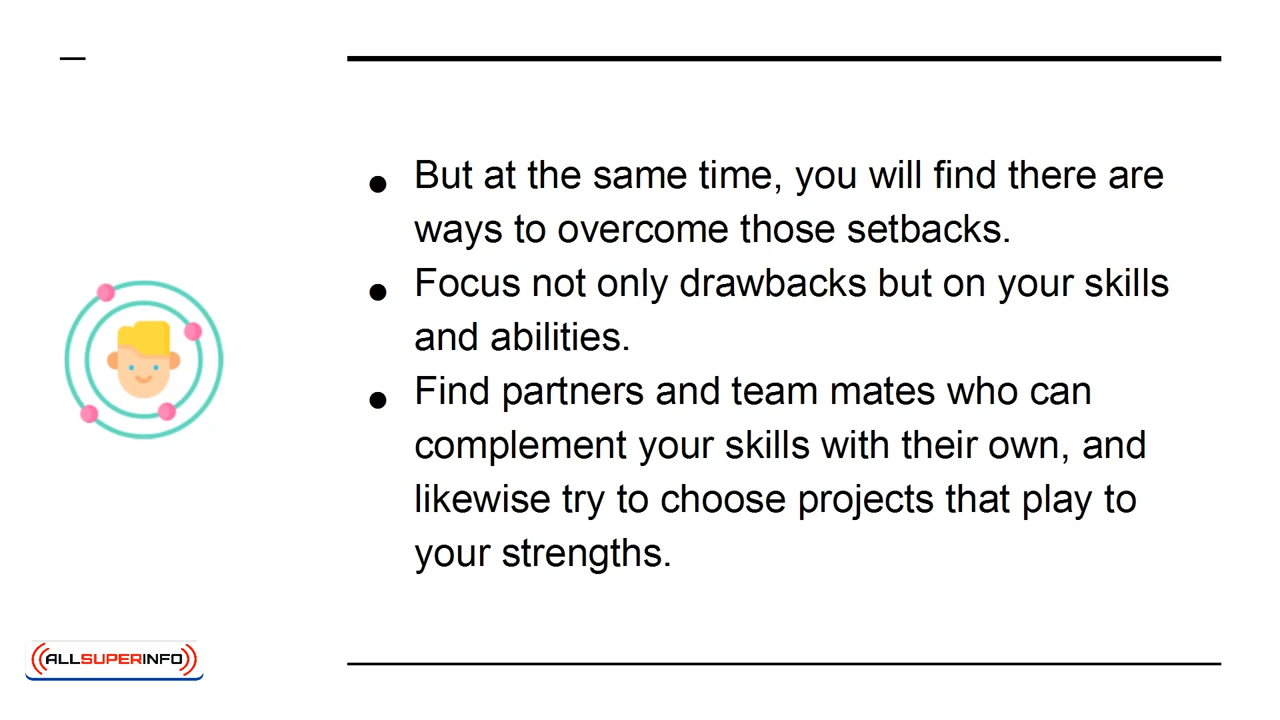 ● But at the same time, you will find there are
ways to overcome those setbacks.
● Focus not only drawbacks but on your skills
and abilities.
● Find partners and team mates who can
complement your skills with their own, and
likewise try to choose projects that play to
your strengths.
ALLSUPERINFO